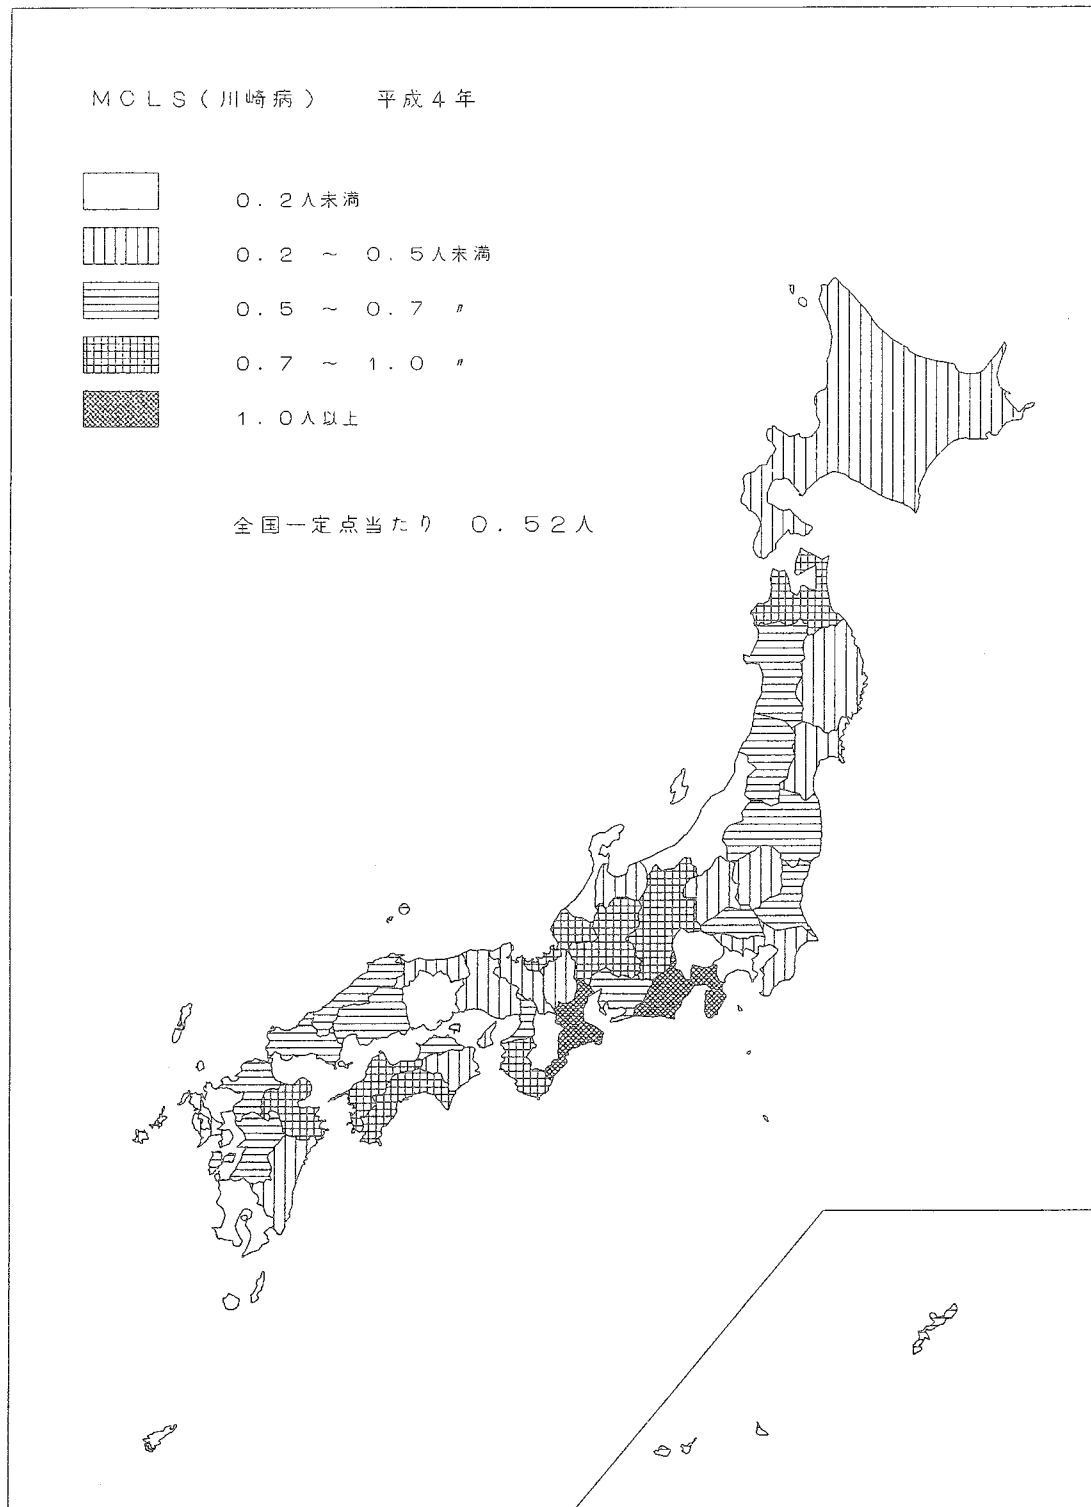 MCLS(川崎病) 平成4年
0.2人未満
0.2 ~ 0.5人未満
0.5 ~ 0.7 〃
0.7 ~ 1.0 〃
1.0人以上
全国一定点当たり 0.52人